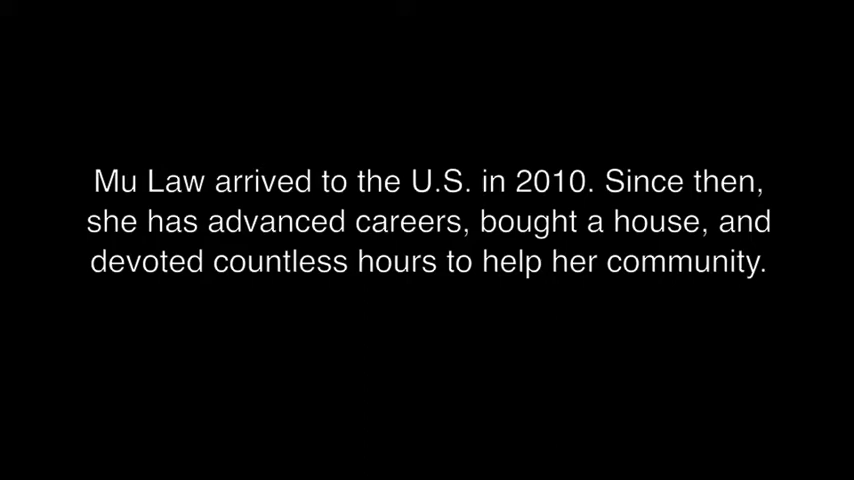 Mu Law arrived to the U.S. in 2010. Since then,
she has advanced careers, bought a house, and
devoted countless hours to help her community.